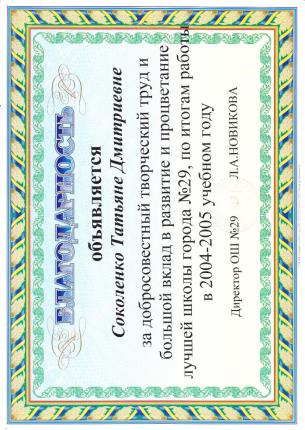 БЛАГОДАРНОСТЬ
объявляется
Соколенко Татьяне Дмитриевне
за добросовестный творческий труд и
большой вклад в развитие и процветание
лучшей школы города №29, по итогам работы
в 2004-2005 учебном году
Директор ОШ №29 Л.А.НОВИКОВА